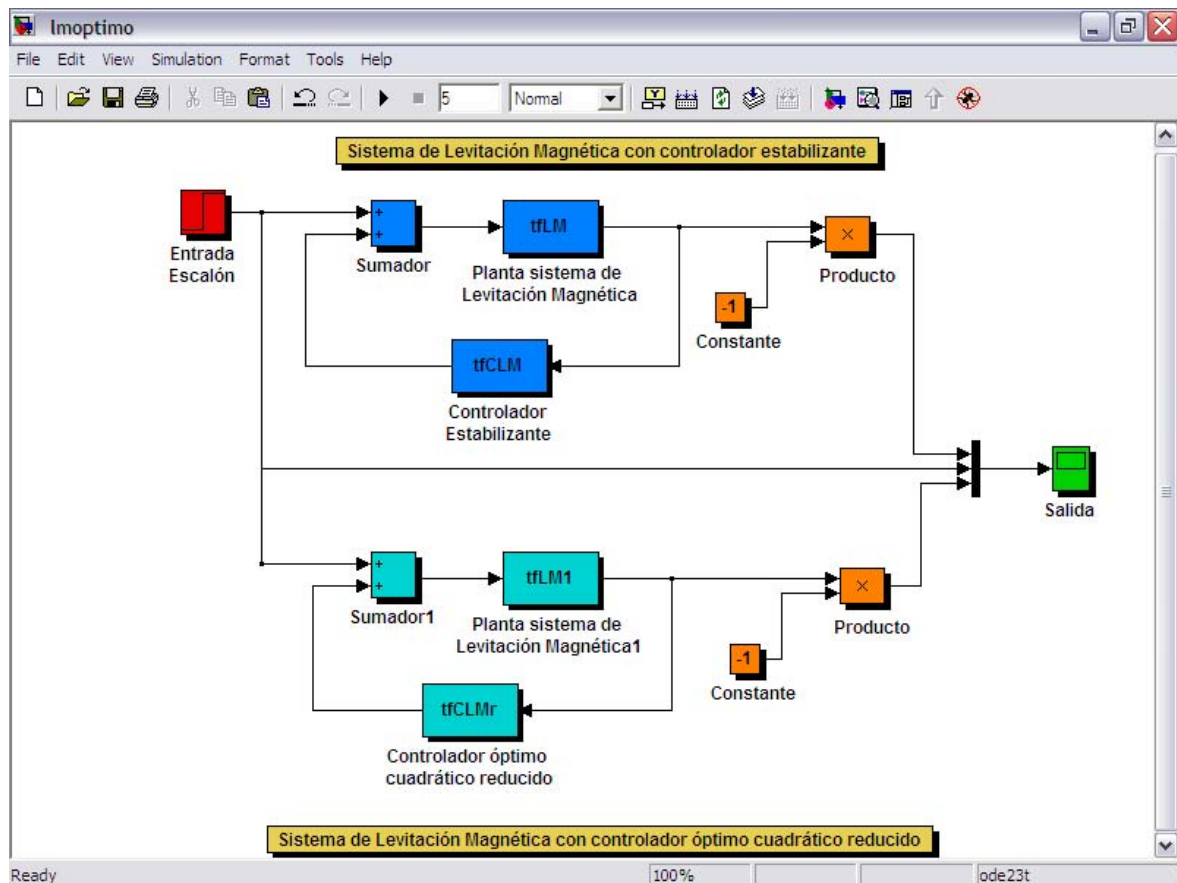 lmoptimo
File Edit View Simulation Format Tools Help
5 Normal
Sistema de Levitación Magnética con controlador estabilizante
Entrada
Escalón
+
+
Sumador
tfLM
Planta sistema de
Levitación Magnética
×
Producto
-1
Constante
tfCLM
Controlador
Estabilizante
Salida
+
+
Sumador1
tfLM1
Planta sistema de
Levitación Magnética1
×
Producto
-1
Constante
tfCLMr
Controlador óptimo
cuadrático reducido
Sistema de Levitación Magnética con controlador óptimo cuadrático reducido
Ready 100% ode23t